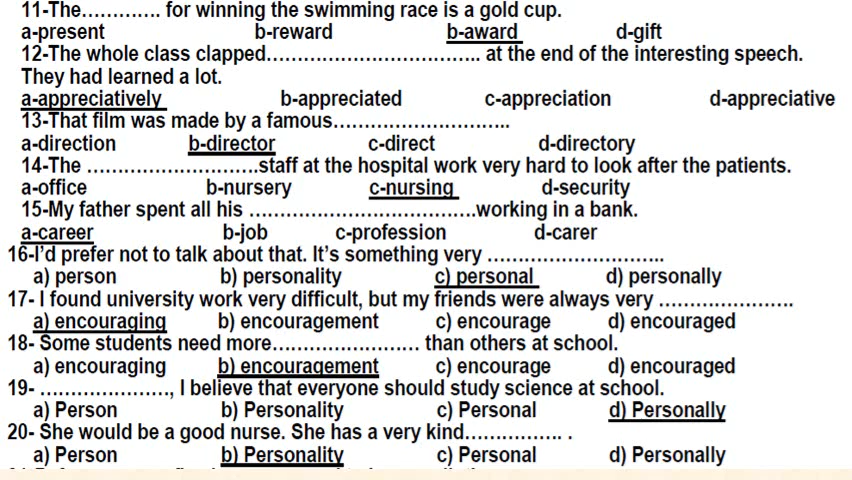 11-The............. for winning the swimming race is a gold cup.
a-present b-reward b-award d-gift
12-The whole class clapped................................... at the end of the interesting speech.
They had learned a lot.
a-appreciatively b-appreciated c-appreciation d-appreciative
13-That film was made by a famous.............................
a-direction b-director c-direct d-directory
14-The ............................staff at the hospital work very hard to look after the patients.
a-office b-nursery c-nursing d-security
15-My father spent all his .....................................working in a bank.
a-career b-job c-profession d-carer
16-I'd prefer not to talk about that. It's something very .............................
a) person b) personality c) personal d) personally
17- I found university work very difficult, but my friends were always very ......................
a) encouraging b) encouragement c) encourage d) encouraged
18- Some students need more........................ than others at school.
a) encouraging b) encouragement c) encourage d) encouraged
19- ....................., I believe that everyone should study science at school.
a) Person b) Personality c) Personal d) Personally
20- She would be a good nurse. She has a very kind................ .
a) Person b) Personality c) Personal d) Personally